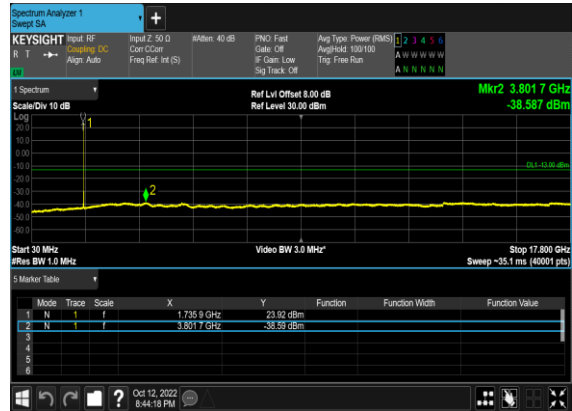 Spectrum Analyzer 1
Swept SA
+
KEYSIGHT Input: RF Input Z: 50 Ω #Atten: 40 dB PNO: Fast Avg Type: Power (RMS) 1 2 3 4 5 6
R T Coupling: DC Corr CCorr Gate: Off Avg|Hold: 100/100 A W W W W W
Align: Auto Freq Ref: Int (S) IF Gain: Low Trig: Free Run
Sig Track: Off A N N N N N
1 Spectrum Ref Lvl Offset 8.00 dB Mkr2 3.801 7 GHz
Scale/Div 10 dB Ref Level 30.00 dBm -38.587 dBm
Log
20.0
10.0
0.00
-10.0
-20.0
-30.0
-40.0
-50.0
-60.0
1
2
DL1 -13.00 dBm
Start 30 MHz Video BW 3.0 MHz* Stop 17.800 GHz
#Res BW 1.0 MHz Sweep ~35.1 ms (40001 pts)
5 Marker Table
Mode Trace Scale X Y Function Function Width Function Value
1 N 1 f 1.735 9 GHz 23.92 dBm
2 N 1 f 3.801 7 GHz -38.59 dBm
3
4
5
6
? Oct 12, 2022
8:44:18 PM